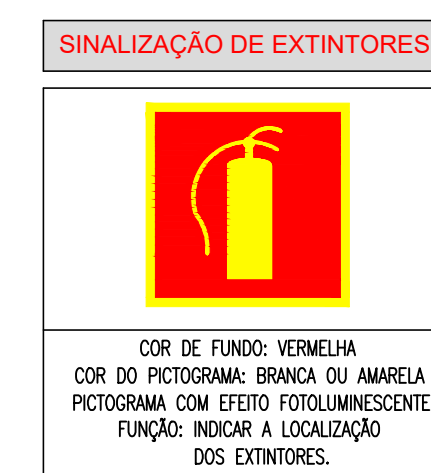 SINALIZAÇÃO DE EXTINTORES
COR DE FUNDO: VERMELHA
COR DO PICTOGRAMA: BRANCA OU AMARELA
PICTOGRAMA COM EFEITO FOTOLUMINESCENTE
FUNÇÃO: INDICAR A LOCALIZAÇÃO
DOS EXTINTORES.